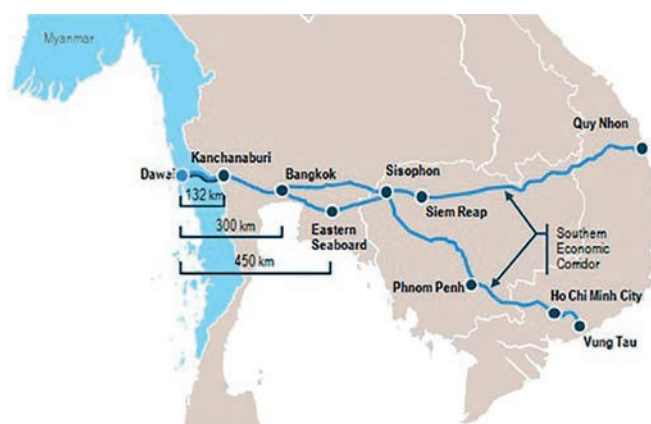 Myanmar
Quy Nhon
Kanchanaburi
Dawai
Bangkok
Sisophon
132 km
Siem Reap
300 km
Eastern
Seaboard
Southern
Economic
Corridor
450 km
Phnom Penh
Ho Chi Minh City
Vung Tau